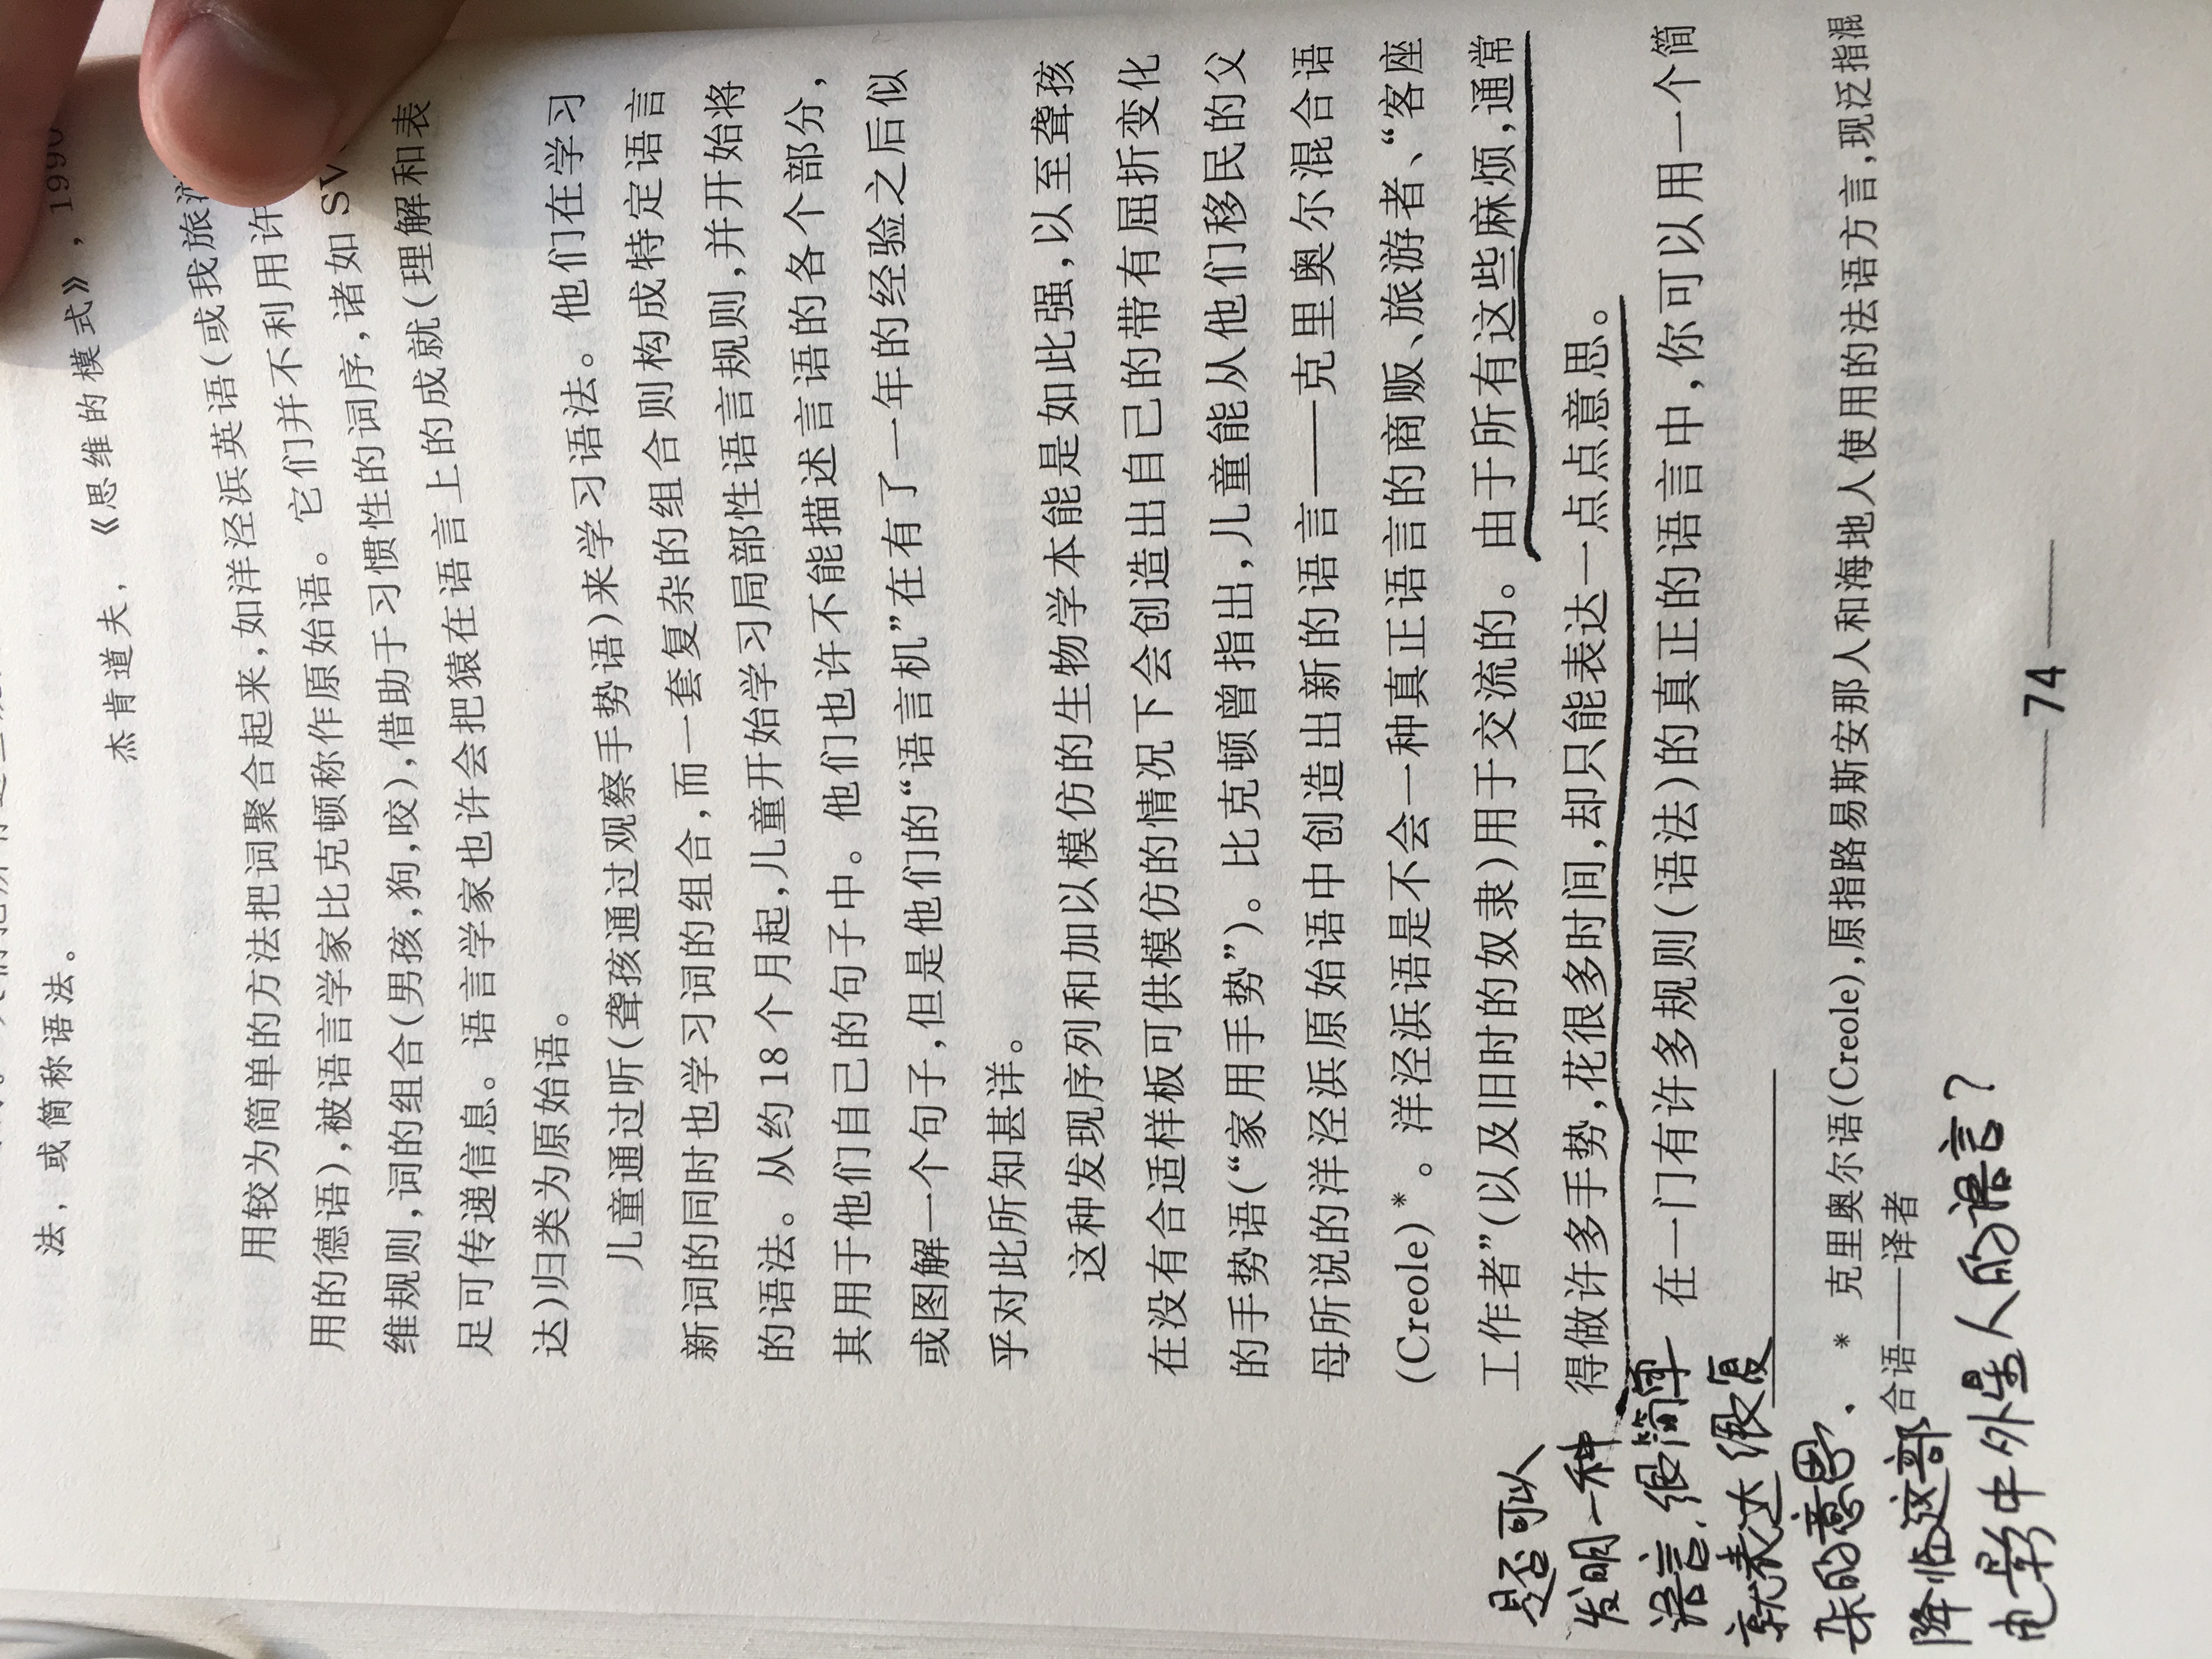 法，或简称语法。
杰肯道夫，《思维的模式》，1990
用较为简单的方法把词聚合起来，如洋泾浜英语(或我旅游
用的德语)，被语言学家比克顿称作原始语。它们并不利用许
维规则，词的组合(男孩，狗，咬)，借助于习惯性的词序，诸如 SV
足可传递信息。语言学家也许会把猿在语言上的成就(理解和表
达)归类为原始语。
儿童通过听(聋孩通过观察手势语)来学习语法。他们在学习
新词的同时也学习词的组合，而一套复杂的组合则构成特定语言
的语法。从约 18 个月起，儿童开始学习局部性语言规则，并开始将
其用于他们自己的句子中。他们也许不能描述言语的各个部分，
或图解一个句子，但是他们的“语言机”在有了一年的经验之后似
乎对此所知甚详。
这种发现序列和加以模仿的生物学本能是如此强，以至聋孩
在没有合适样板可供模仿的情况下会创造出自己的带有屈折变化
的手势语(“家用手势”)。比克顿曾指出，儿童能从他们移民的父
母所说的洋泾浜原始语中创造出新的语言——克里奥尔混合语
(Creole)*。洋泾浜语是不会一种真正语言的商贩、旅游者、“客座
工作者”(以及旧时的奴隶)用于交流的。由于所有这些麻烦，通常
得做许多手势，花很多时间，却只能表达一点点意思。
在一门有许多规则(语法)的真正的语言中，你可以用一个简
* 克里奥尔语(Creole)，原指路易斯安那人和海地人使用的法语方言，现泛指混
合语——译者
74
是否可以
发明一种
语言，很简单
就表达很复
杂的意思.
降临这部
电影中外星人的语言？